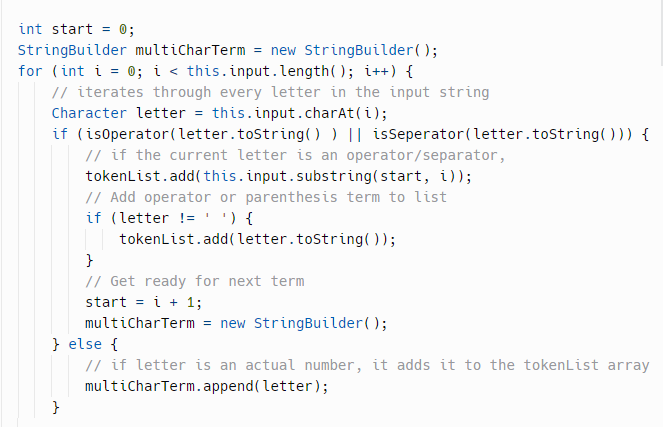 int start = 0;
StringBuilder multiCharTerm = new StringBuilder();
for (int i = 0; i < this.input.length(); i++) {
// iterates through every letter in the input string
Character letter = this.input.charAt(i);
if (isOperator(letter.toString() ) || isSeperator(letter.toString())) {
// if the current letter is an operator/separator,
tokenList.add(this.input.substring(start, i));
// Add operator or parenthesis term to list
if (letter != ' ') {
tokenList.add(letter.toString());
}
// Get ready for next term
start = i + 1;
multiCharTerm = new StringBuilder();
} else {
// if letter is an actual number, it adds it to the tokenList array
multiCharTerm.append(letter);
}